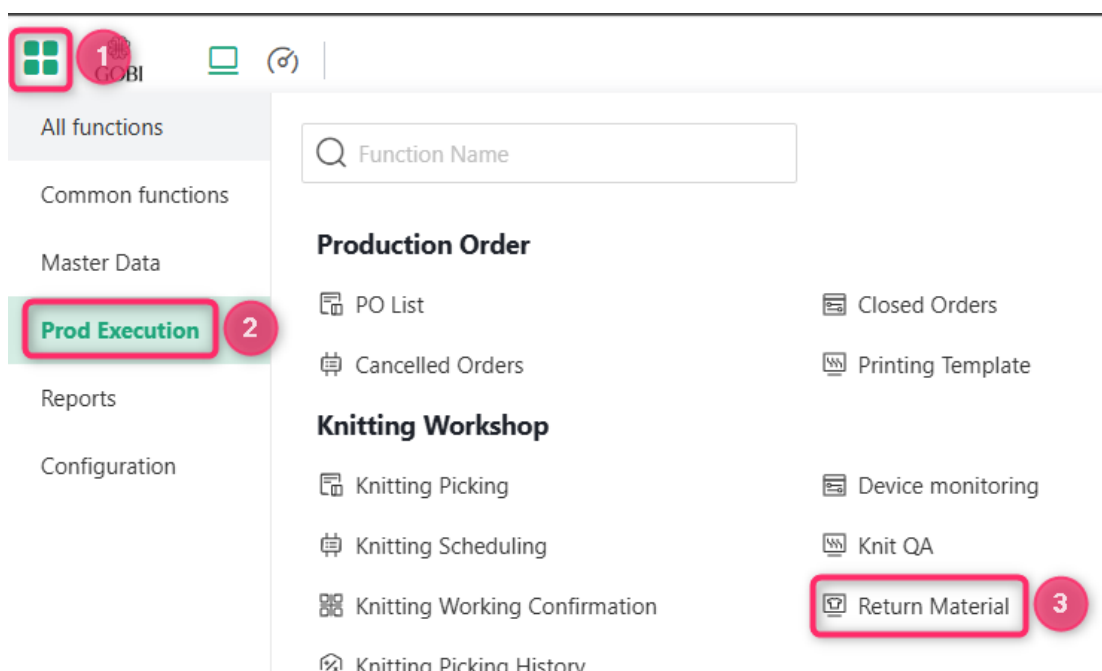 1
GOBI
All functions
Common functions
Master Data
Prod Execution
2
Reports
Configuration
Function Name
Production Order
PO List
Closed Orders
Cancelled Orders
Printing Template
Knitting Workshop
Knitting Picking
Device monitoring
Knitting Scheduling
Knit QA
Knitting Working Confirmation
Return Material
3
Knitting Picking History